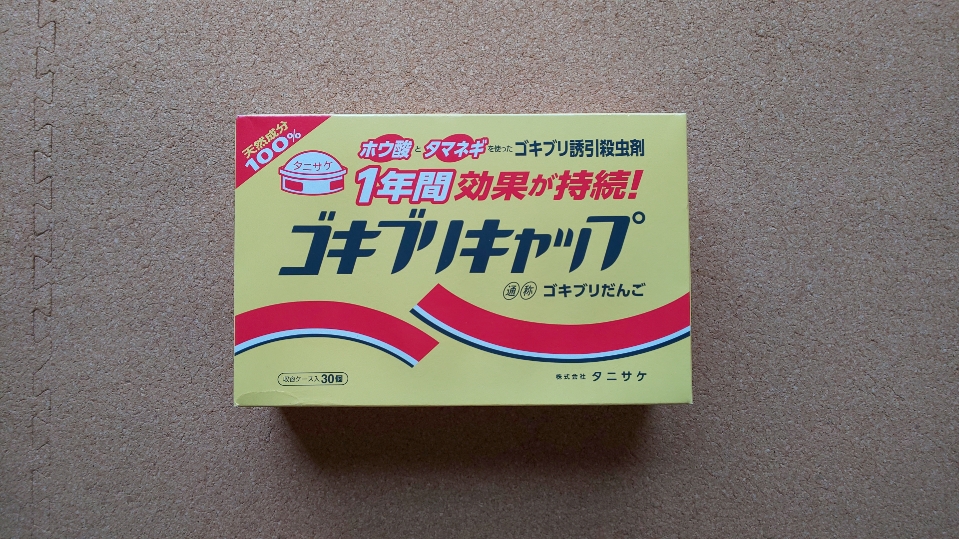 天然成分
100%
タニサケ
ホウ酸とタマネギを使ったゴキブリ誘引殺虫剤
1年間効果が持続!
ゴキブリキャップ
通称 ゴキブリだんご
ケース入30個
株式会社 タニサケ